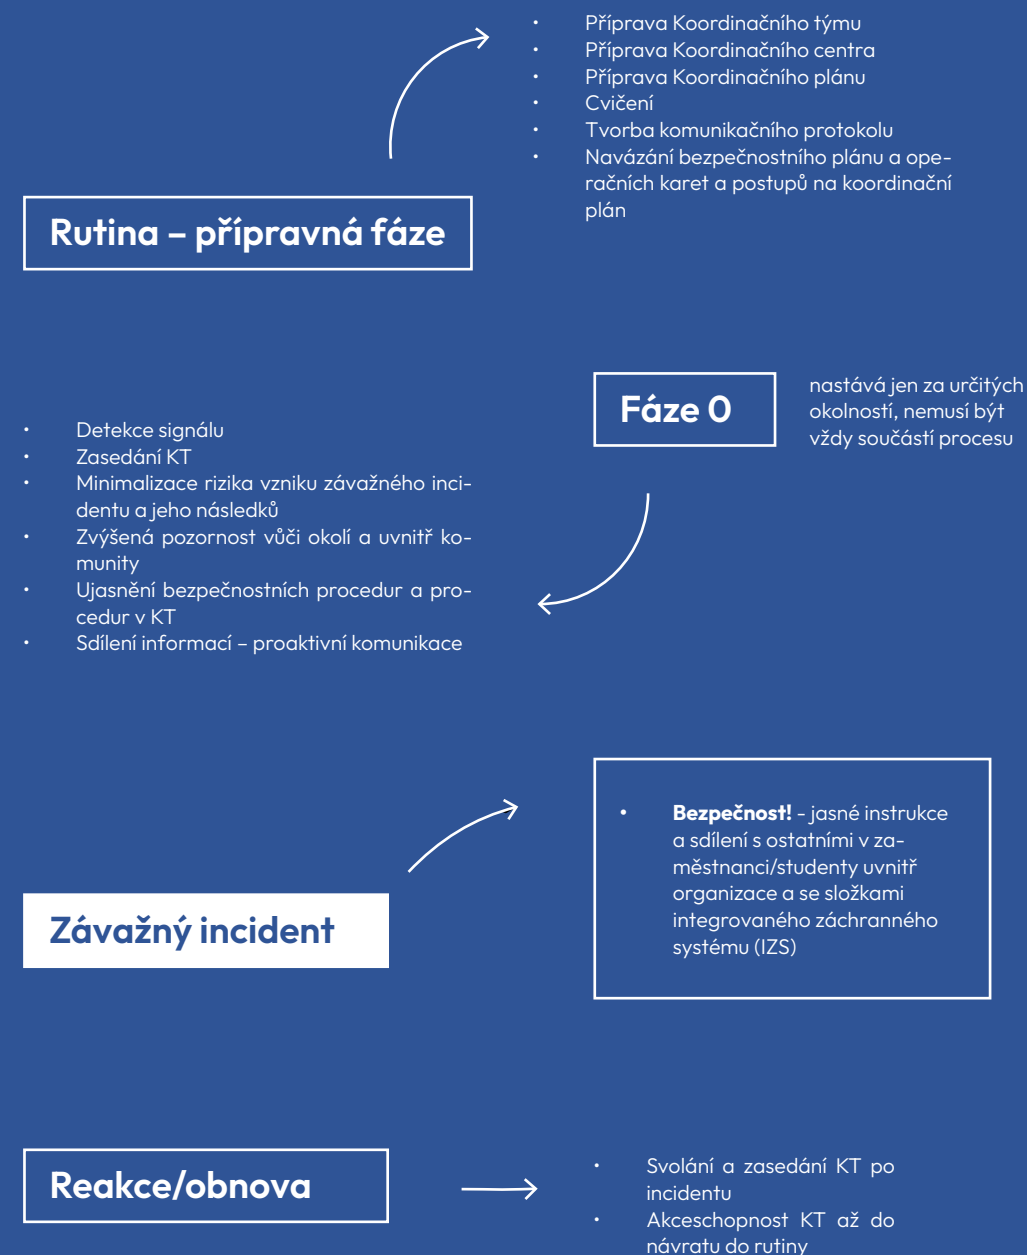 • Příprava Koordinačního týmu
• Příprava Koordinačního centra
• Příprava Koordinačního plánu
• Cvičení
• Tvorba komunikačního protokolu
• Navázání bezpečnostního plánu a ope-
račních karet a postupů na koordinační
plán
Rutina – přípravná fáze
Fáze 0
nastává jen za určitých
okolností, nemusí být
vždy součástí procesu
• Detekce signálu
• Zasedání KT
• Minimalizace rizika vzniku závažného inci-
dentu a jeho následků
• Zvýšená pozornost vůči okolí a uvnitř ko-
munity
• Ujasnění bezpečnostních procedur a pro-
cedur v KT
• Sdílení informací – proaktivní komunikace
Závažný incident
• Bezpečnost! - jasné instrukce
a sdílení s ostatními v za-
městnanci/studenty uvnitř
organizace a se složkami
integrovaného záchranného
systému (IZS)
Reakce/obnova
• Svolání a zasedání KT po
incidentu
• Akceschopnost KT až do
návratu do rutiny